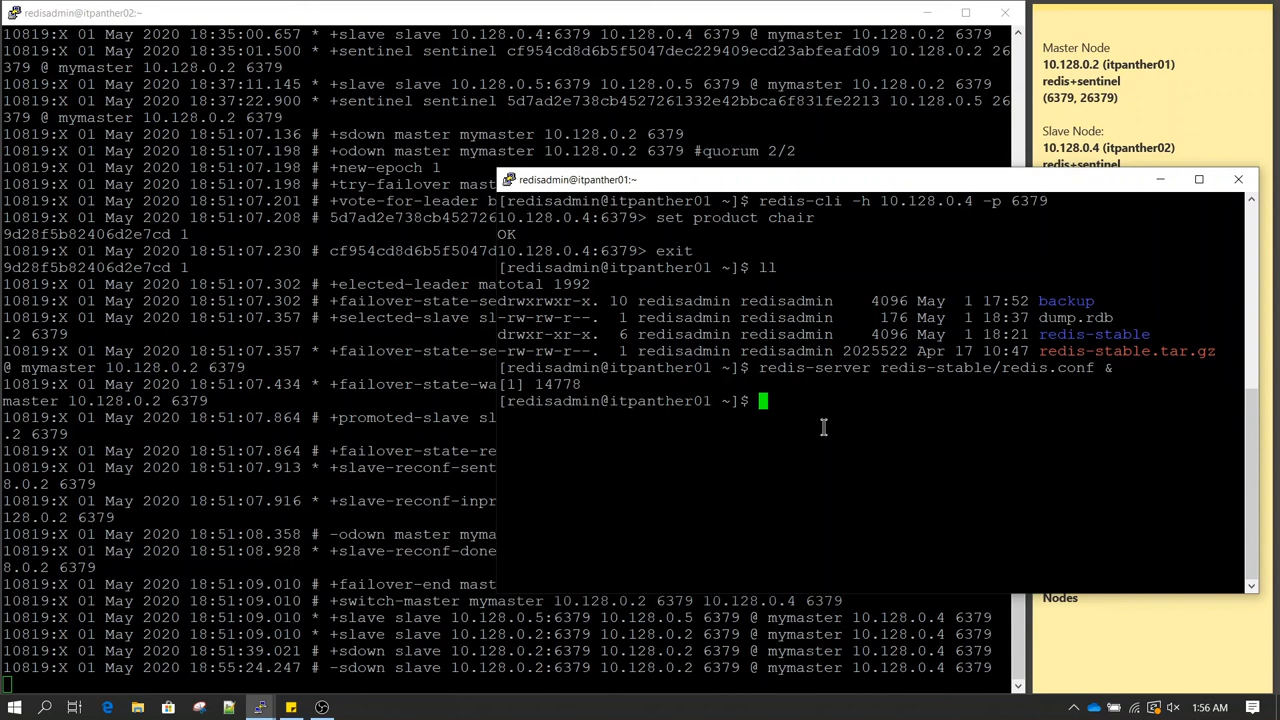 redisadmin@itpanther02:~
10819:X 01 May 2020 18:35:00.657 * +slave slave 10.128.0.4:6379 10.128.0.4 6379 @ mymaster 10.128.0.2 6379
10819:X 01 May 2020 18:35:01.500 * +sentinel sentinel cf954cd8d6b5f5047dec229409ecd23abfeafd09 10.128.0.2 26
379 @ mymaster 10.128.0.2 6379
10819:X 01 May 2020 18:37:11.145 * +slave slave 10.128.0.5:6379 10.128.0.5 6379 @ mymaster 10.128.0.2 6379
10819:X 01 May 2020 18:37:22.900 * +sentinel sentinel 5d7ad2e738cb4527261332e42bbca6f831fe2213 10.128.0.5 26
379 @ mymaster 10.128.0.2 6379
10819:X 01 May 2020 18:51:07.136 # +sdown master mymaster 10.128.0.2 6379
10819:X 01 May 2020 18:51:07.198 # +odown master mymaster 10.128.0.2 6379 #quorum 2/2
10819:X 01 May 2020 18:51:07.198 # +new-epoch 1
10819:X 01 May 2020 18:51:07.198 # +try-failover mast
10819:X 01 May 2020 18:51:07.201 # +vote-for-leader b
10819:X 01 May 2020 18:51:07.208 # 5d7ad2e738cb452726
9d28f5b82406d2e7cd 1
10819:X 01 May 2020 18:51:07.230 # cf954cd8d6b5f5047d
9d28f5b82406d2e7cd 1
10819:X 01 May 2020 18:51:07.302 # +elected-leader ma
10819:X 01 May 2020 18:51:07.302 # +failover-state-se
10819:X 01 May 2020 18:51:07.357 # +selected-slave sl
.2 6379
10819:X 01 May 2020 18:51:07.357 * +failover-state-se
@ mymaster 10.128.0.2 6379
10819:X 01 May 2020 18:51:07.434 * +failover-state-wa
master 10.128.0.2 6379
10819:X 01 May 2020 18:51:07.864 # +promoted-slave sl
.2 6379
10819:X 01 May 2020 18:51:07.864 # +failover-state-re
10819:X 01 May 2020 18:51:07.913 * +slave-reconf-sent
8.0.2 6379
10819:X 01 May 2020 18:51:07.916 * +slave-reconf-inpr
128.0.2 6379
10819:X 01 May 2020 18:51:08.358 # -odown master myma
10819:X 01 May 2020 18:51:08.928 * +slave-reconf-done
8.0.2 6379
10819:X 01 May 2020 18:51:09.010 # +failover-end mast
10819:X 01 May 2020 18:51:09.010 # +switch-master mymaster 10.128.0.2 6379 10.128.0.4 6379
10819:X 01 May 2020 18:51:09.010 * +slave slave 10.128.0.5:6379 10.128.0.5 6379 @ mymaster 10.128.0.4 6379
10819:X 01 May 2020 18:51:09.010 * +slave slave 10.128.0.2:6379 10.128.0.2 6379 @ mymaster 10.128.0.4 6379
10819:X 01 May 2020 18:51:39.021 # +sdown slave 10.128.0.2:6379 10.128.0.2 6379 @ mymaster 10.128.0.4 6379
10819:X 01 May 2020 18:55:24.247 # -sdown slave 10.128.0.2:6379 10.128.0.2 6379 @ mymaster 10.128.0.4 6379
redisadmin@itpanther01:~
[redisadmin@itpanther01 ~]$ redis-cli -h 10.128.0.4 -p 6379
10.128.0.4:6379> set product chair
OK
10.128.0.4:6379> exit
[redisadmin@itpanther01 ~]$ ll
total 1992
drwxrwxr-x. 10 redisadmin redisadmin    4096 May  1 17:52 backup
-rw-rw-r--.  1 redisadmin redisadmin     176 May  1 18:37 dump.rdb
drwxr-xr-x.  6 redisadmin redisadmin    4096 May  1 18:21 redis-stable
-rw-rw-r--.  1 redisadmin redisadmin 2025522 Apr 17 10:47 redis-stable.tar.gz
[redisadmin@itpanther01 ~]$ redis-server redis-stable/redis.conf &
[1] 14778
[redisadmin@itpanther01 ~]$
Master Node
10.128.0.2 (itpanther01)
redis+sentinel
(6379, 26379)
Slave Node:
10.128.0.4 (itpanther02)
redis+sentinel
Nodes
1:56 AM